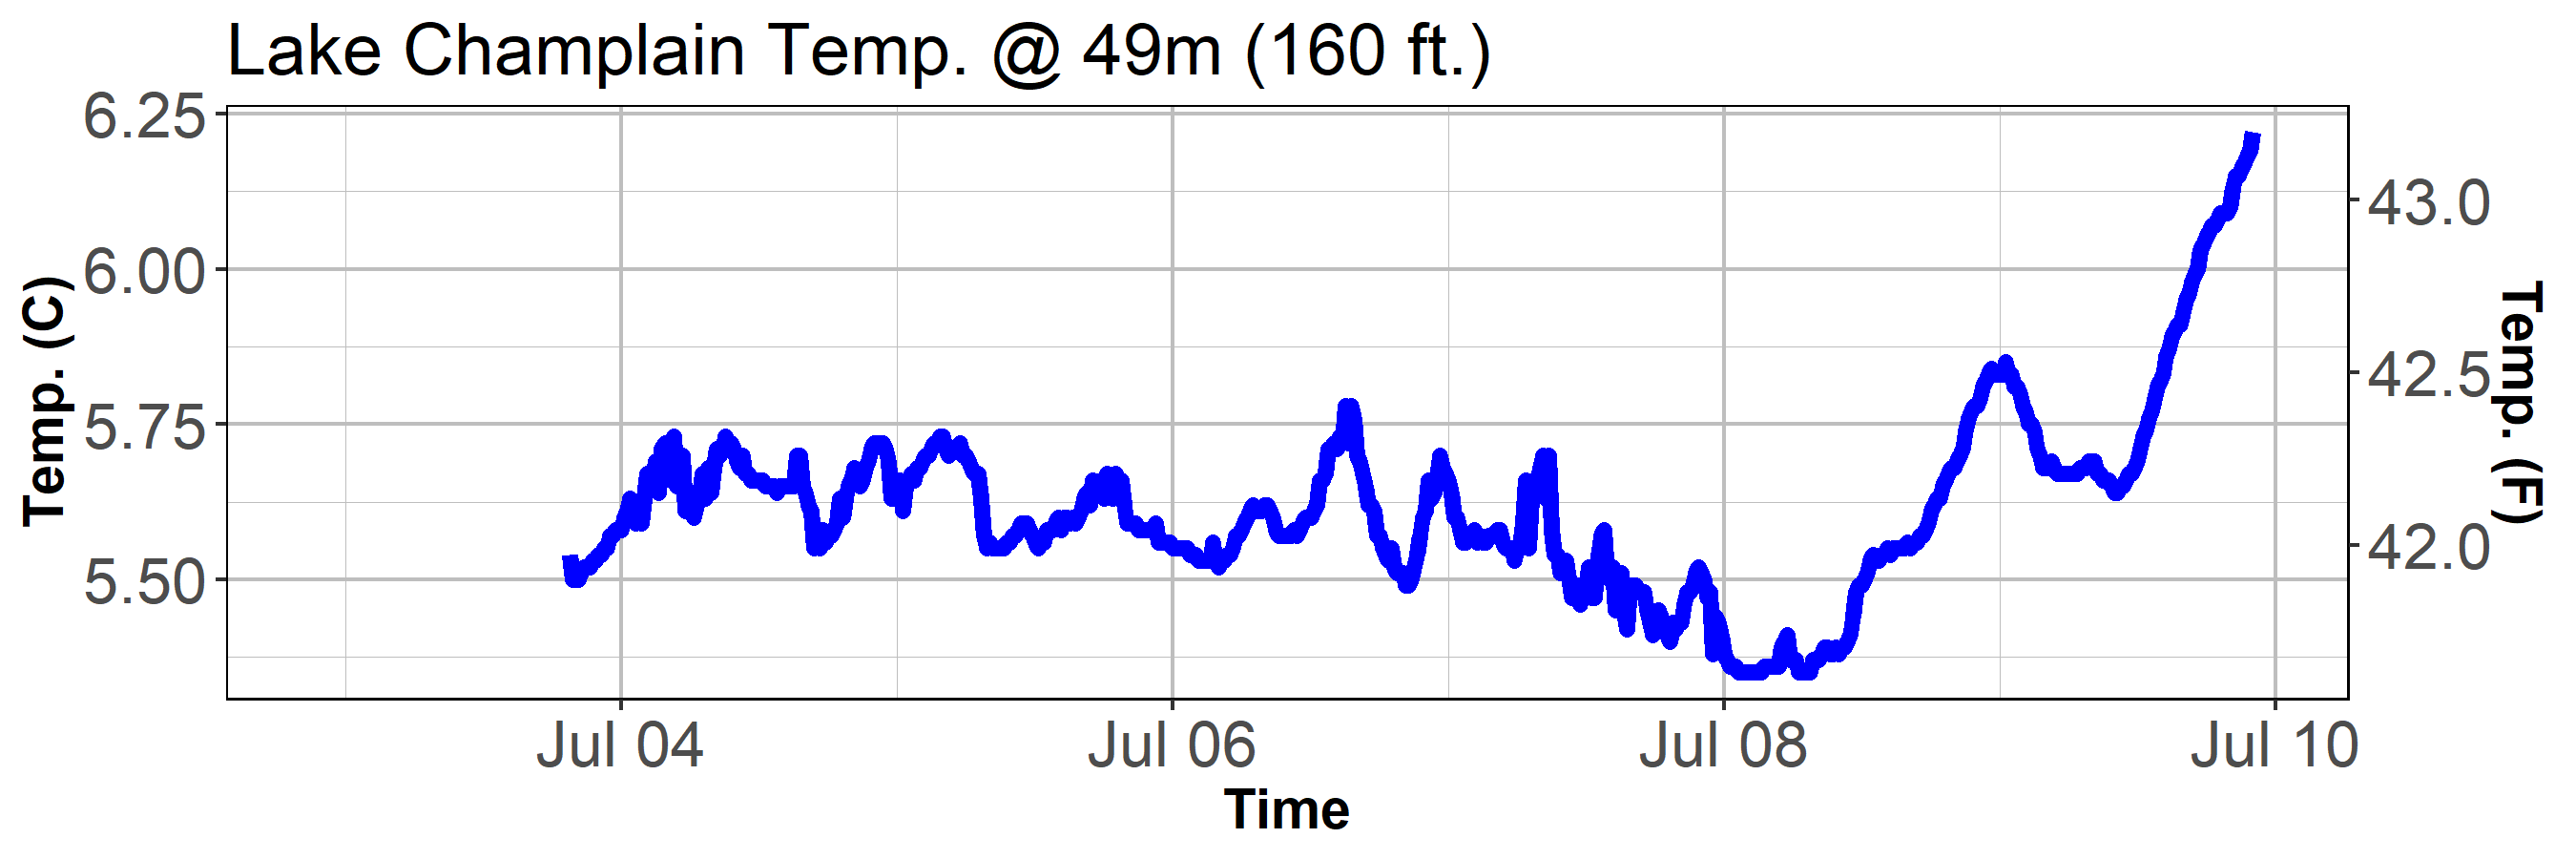 Lake Champlain Temp. @ 49m (160 ft.)
6.25
6.00
5.75
5.50
Temp. (C)
43.0
42.5
42.0
Temp. (F)
Jul 04 Jul 06 Jul 08 Jul 10
Time